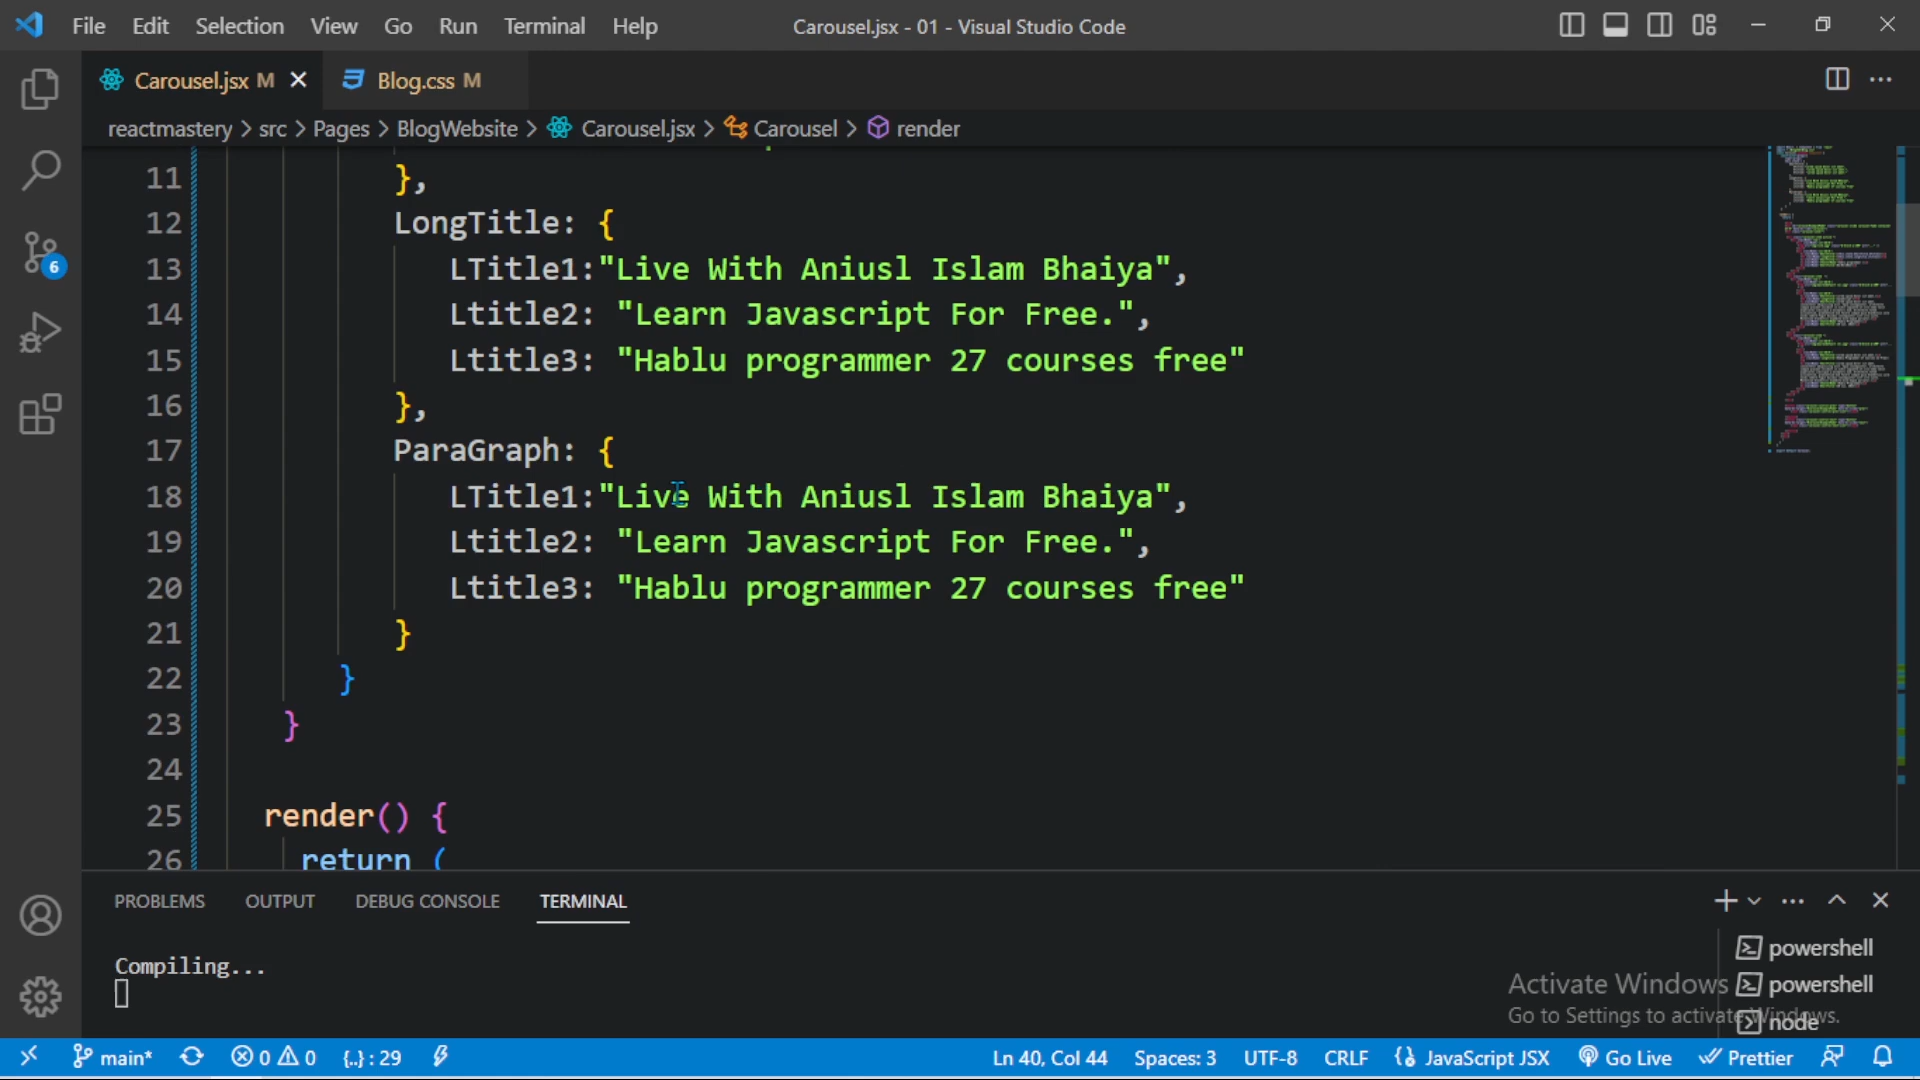 File Edit Selection View Go Run Terminal Help
Carousel.jsx - 01 - Visual Studio Code
Carousel.jsx M
Blog.css M
reactmastery > src > Pages > BlogWebsite > Carousel.jsx > Carousel > render
11 },
12 LongTitle: {
13 LTitle1:"Live With Aniusl Islam Bhaiya",
14 Ltitle2: "Learn Javascript For Free.",
15 Ltitle3: "Hablu programmer 27 courses free"
16 },
17 ParaGraph: {
18 LTitle1:"Live With Aniusl Islam Bhaiya",
19 Ltitle2: "Learn Javascript For Free.",
20 Ltitle3: "Hablu programmer 27 courses free"
21 }
22 }
23 }
24
25 render() {
26 return (
6
PROBLEMS OUTPUT DEBUG CONSOLE TERMINAL
Compiling...
powershell
powershell
node
Activate Windows
Go to Settings to activate Windows.
main* 0 0 {..} : 29
Ln 40, Col 44 Spaces: 3 UTF-8 CRLF JavaScript JSX Go Live Prettier